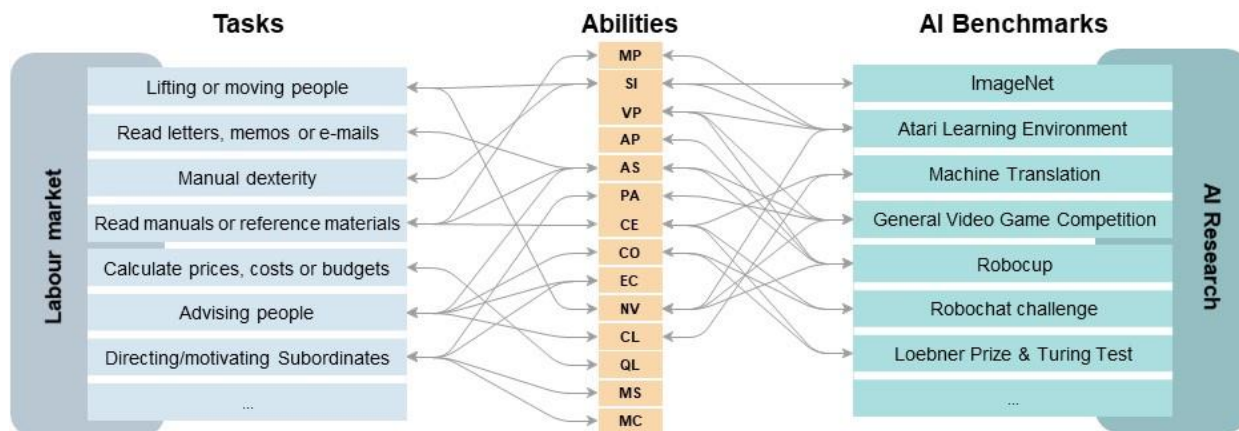 Tasks
Abilities
AI Benchmarks
Labour market
Lifting or moving people
Read letters, memos or e-mails
Manual dexterity
Read manuals or reference materials
Calculate prices, costs or budgets
Advising people
Directing/motivating Subordinates
...
MP
SI
VP
AP
AS
PA
CE
CO
EC
NV
CL
QL
MS
MC
ImageNet
Atari Learning Environment
Machine Translation
General Video Game Competition
Robocup
Robochat challenge
Loebner Prize & Turing Test
...
AI Research